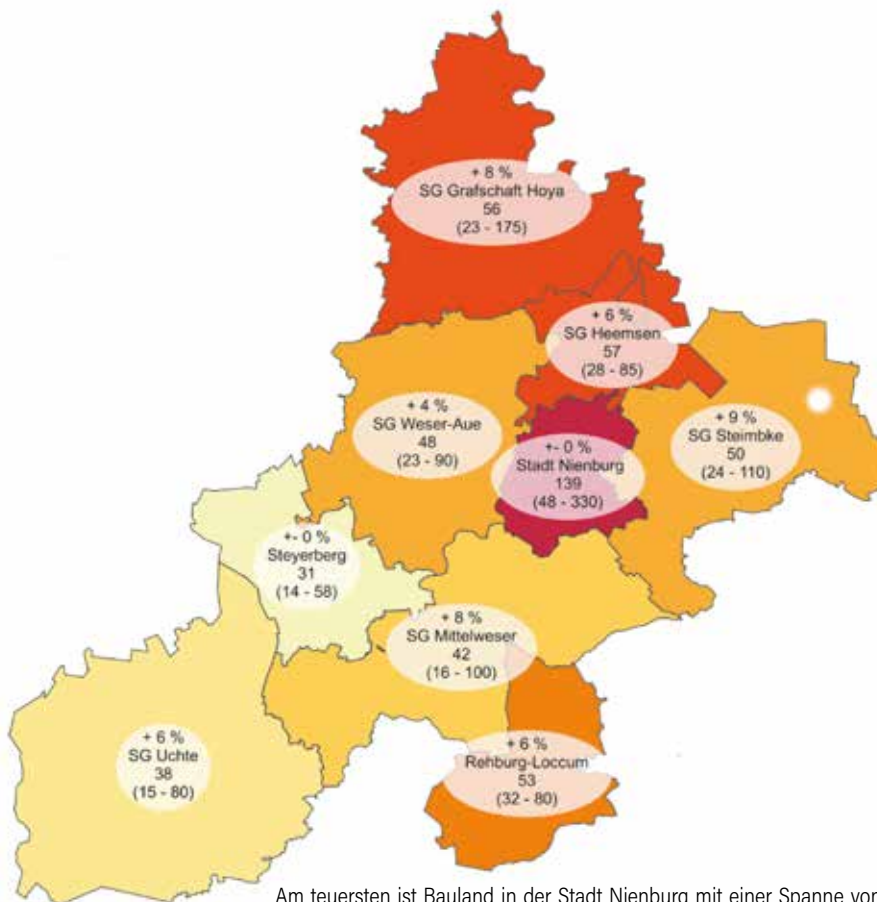 + 8 %
SG Grafschaft Hoya
56
(23 - 175)
+ 6 %
SG Heemsen
57
(28 - 85)
+ 4 %
SG Weser-Aue
48
(23 - 90)
+- 0 %
Stadt Nienburg
139
(48 - 330)
+ 9 %
SG Steimbke
50
(24 - 110)
+- 0 %
Steyerberg
31
(14 - 58)
+ 8 %
SG Mittelweser
42
(16 - 100)
+ 6 %
SG Uchte
38
(15 - 80)
+ 6 %
Rehburg-Loccum
53
(32 - 80)
Am teuersten ist Bauland in der Stadt Nienburg mit einer Spanne von